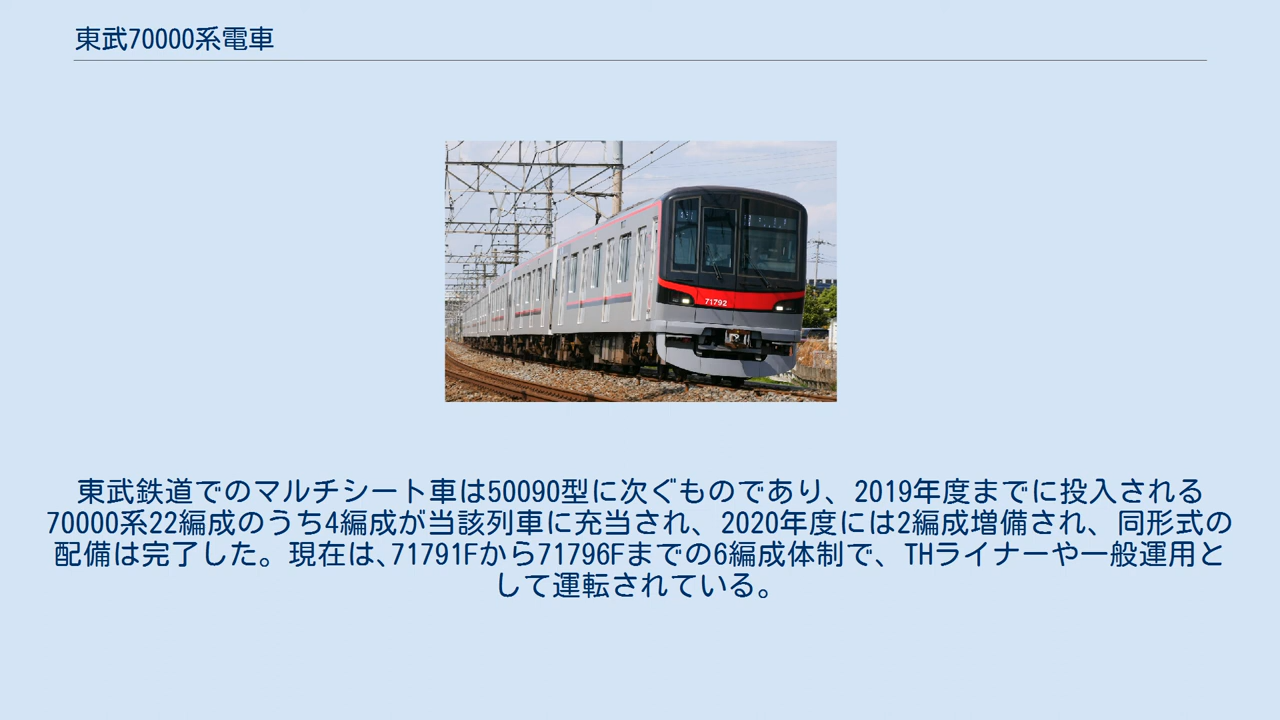 東武70000系電車
71792
東武鉄道でのマルチシート車は50090型に次ぐものであり、2019年度までに投入される
70000系22編成のうち4編成が当該列車に充当され、2020年度には2編成増備され、同形式の
配備は完了した。現在は､71791Fから71796Fまでの6編成体制で、THライナーや一般運用と
して運転されている。